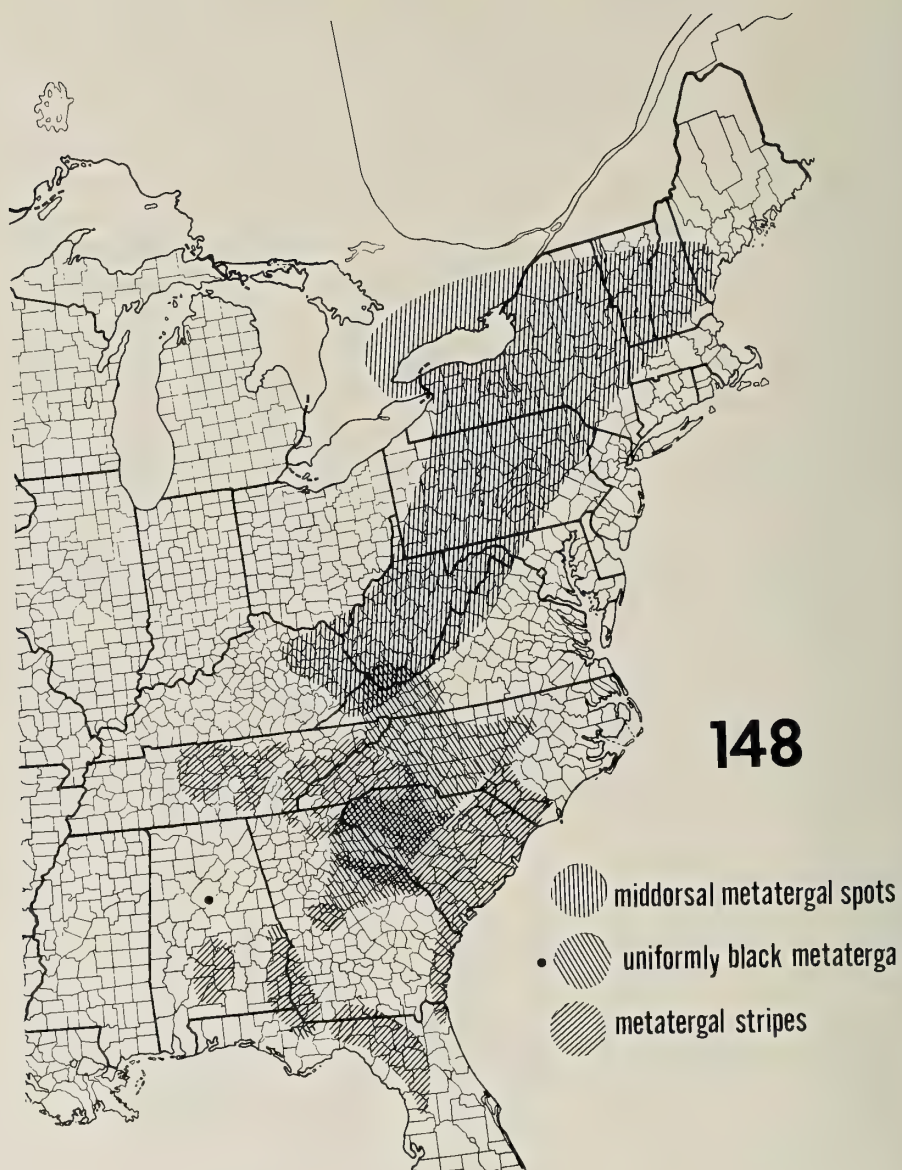 148
middorsal metatergal spots
uniformly black metaterga
metatergal stripes